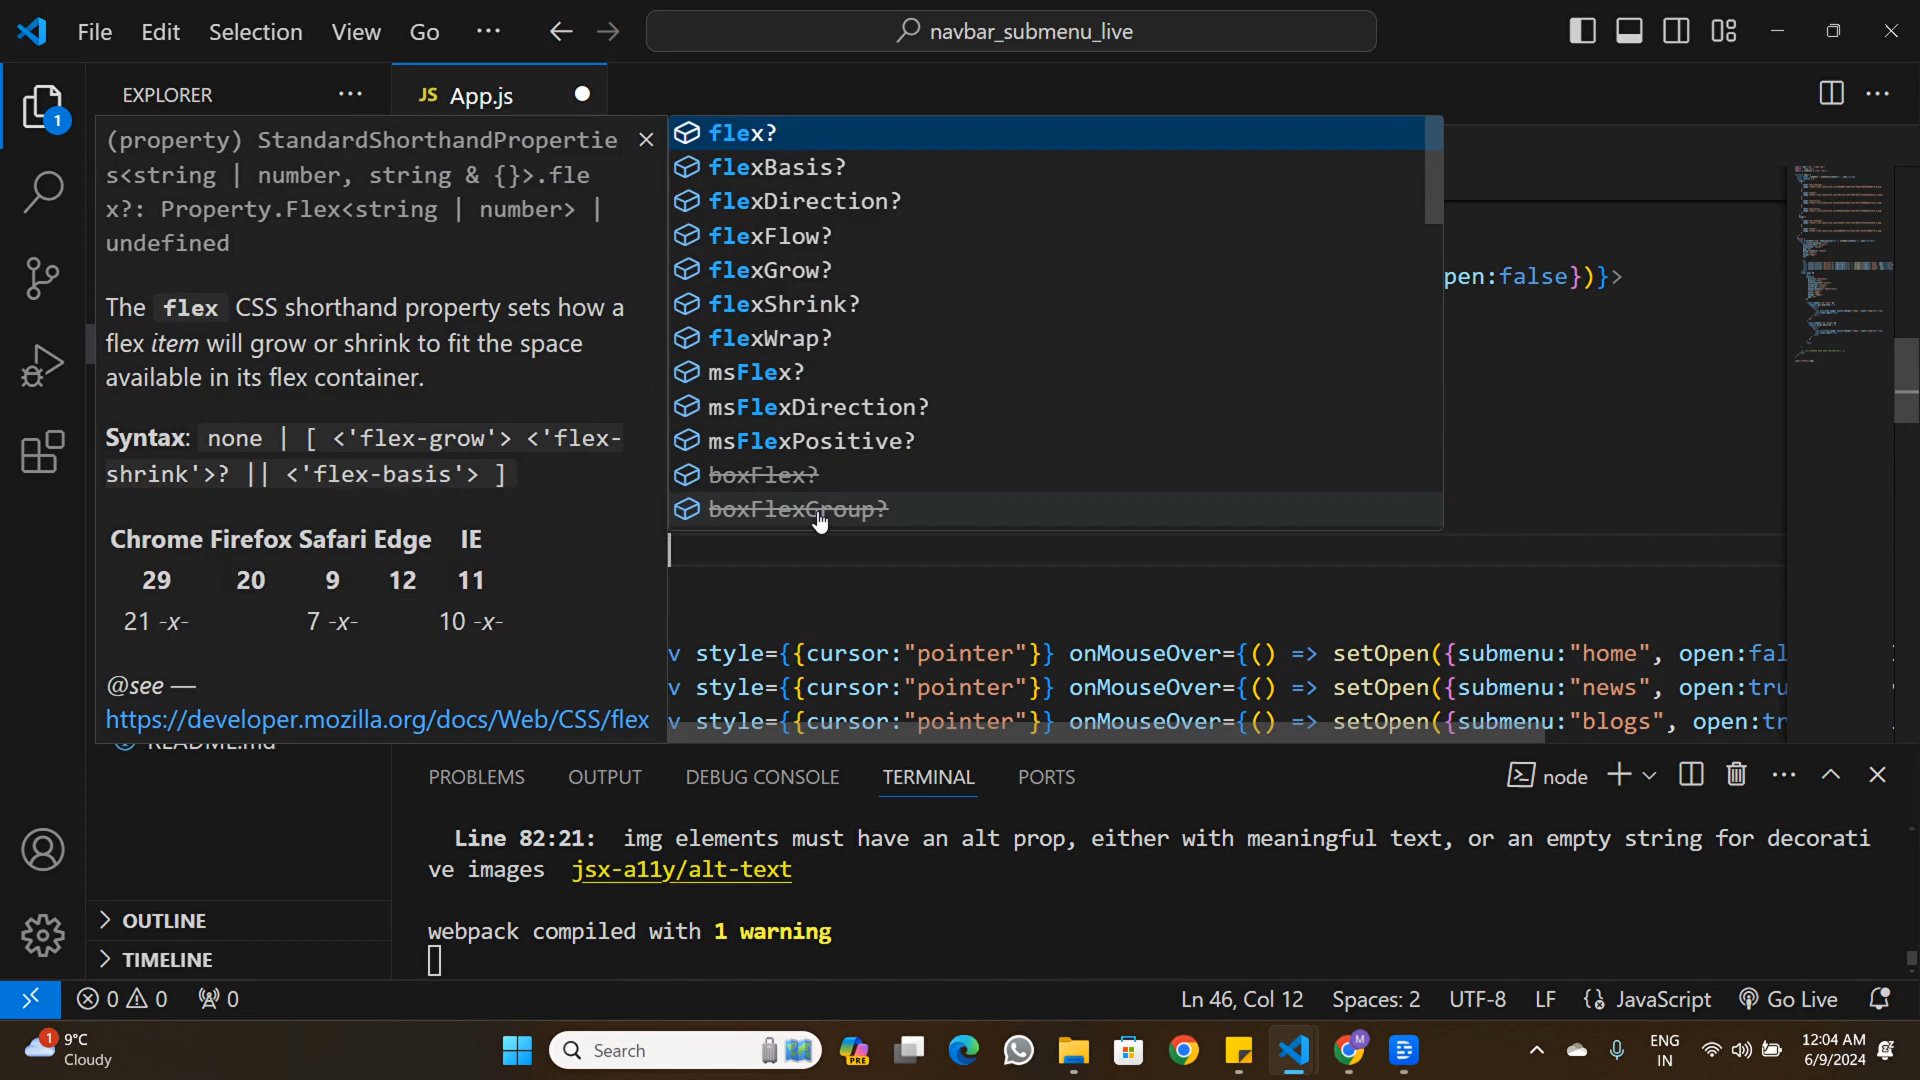 File Edit Selection View Go ··· navbar_submenu_live
EXPLORER ··· JS App.js
1
(property) StandardShorthandPropertie
s<string | number, string & {}>.fle
x?: Property.Flex<string | number> |
undefined
The flex CSS shorthand property sets how a
flex item will grow or shrink to fit the space
available in its flex container.
Syntax: none | [ <'flex-grow'> <'flex-
shrink'>? || <'flex-basis'> ]
Chrome Firefox Safari Edge IE
29 20 9 12 11
21 -x- 7 -x- 10 -x-
@see —
https://developer.mozilla.org/docs/Web/CSS/flex
flex?
flexBasis?
flexDirection?
flexFlow?
flexGrow?
flexShrink?
flexWrap?
msFlex?
msFlexDirection?
msFlexPositive?
boxFlex?
boxFlexGroup?
pen:false})}>
v style={{cursor:"pointer"}} onMouseOver={() => setOpen({submenu:"home", open:fal
v style={{cursor:"pointer"}} onMouseOver={() => setOpen({submenu:"news", open:tru
v style={{cursor:"pointer"}} onMouseOver={() => setOpen({submenu:"blogs", open:tr
README.md
OUTLINE
TIMELINE
PROBLEMS OUTPUT DEBUG CONSOLE TERMINAL PORTS node
Line 82:21: img elements must have an alt prop, either with meaningful text, or an empty string for decorati
ve images jsx-a11y/alt-text
webpack compiled with 1 warning
0 0 0 Ln 46, Col 12 Spaces: 2 UTF-8 LF JavaScript Go Live
1 9°C
Cloudy
Search
PRE
M
ENG
IN
12:04 AM
6/9/2024